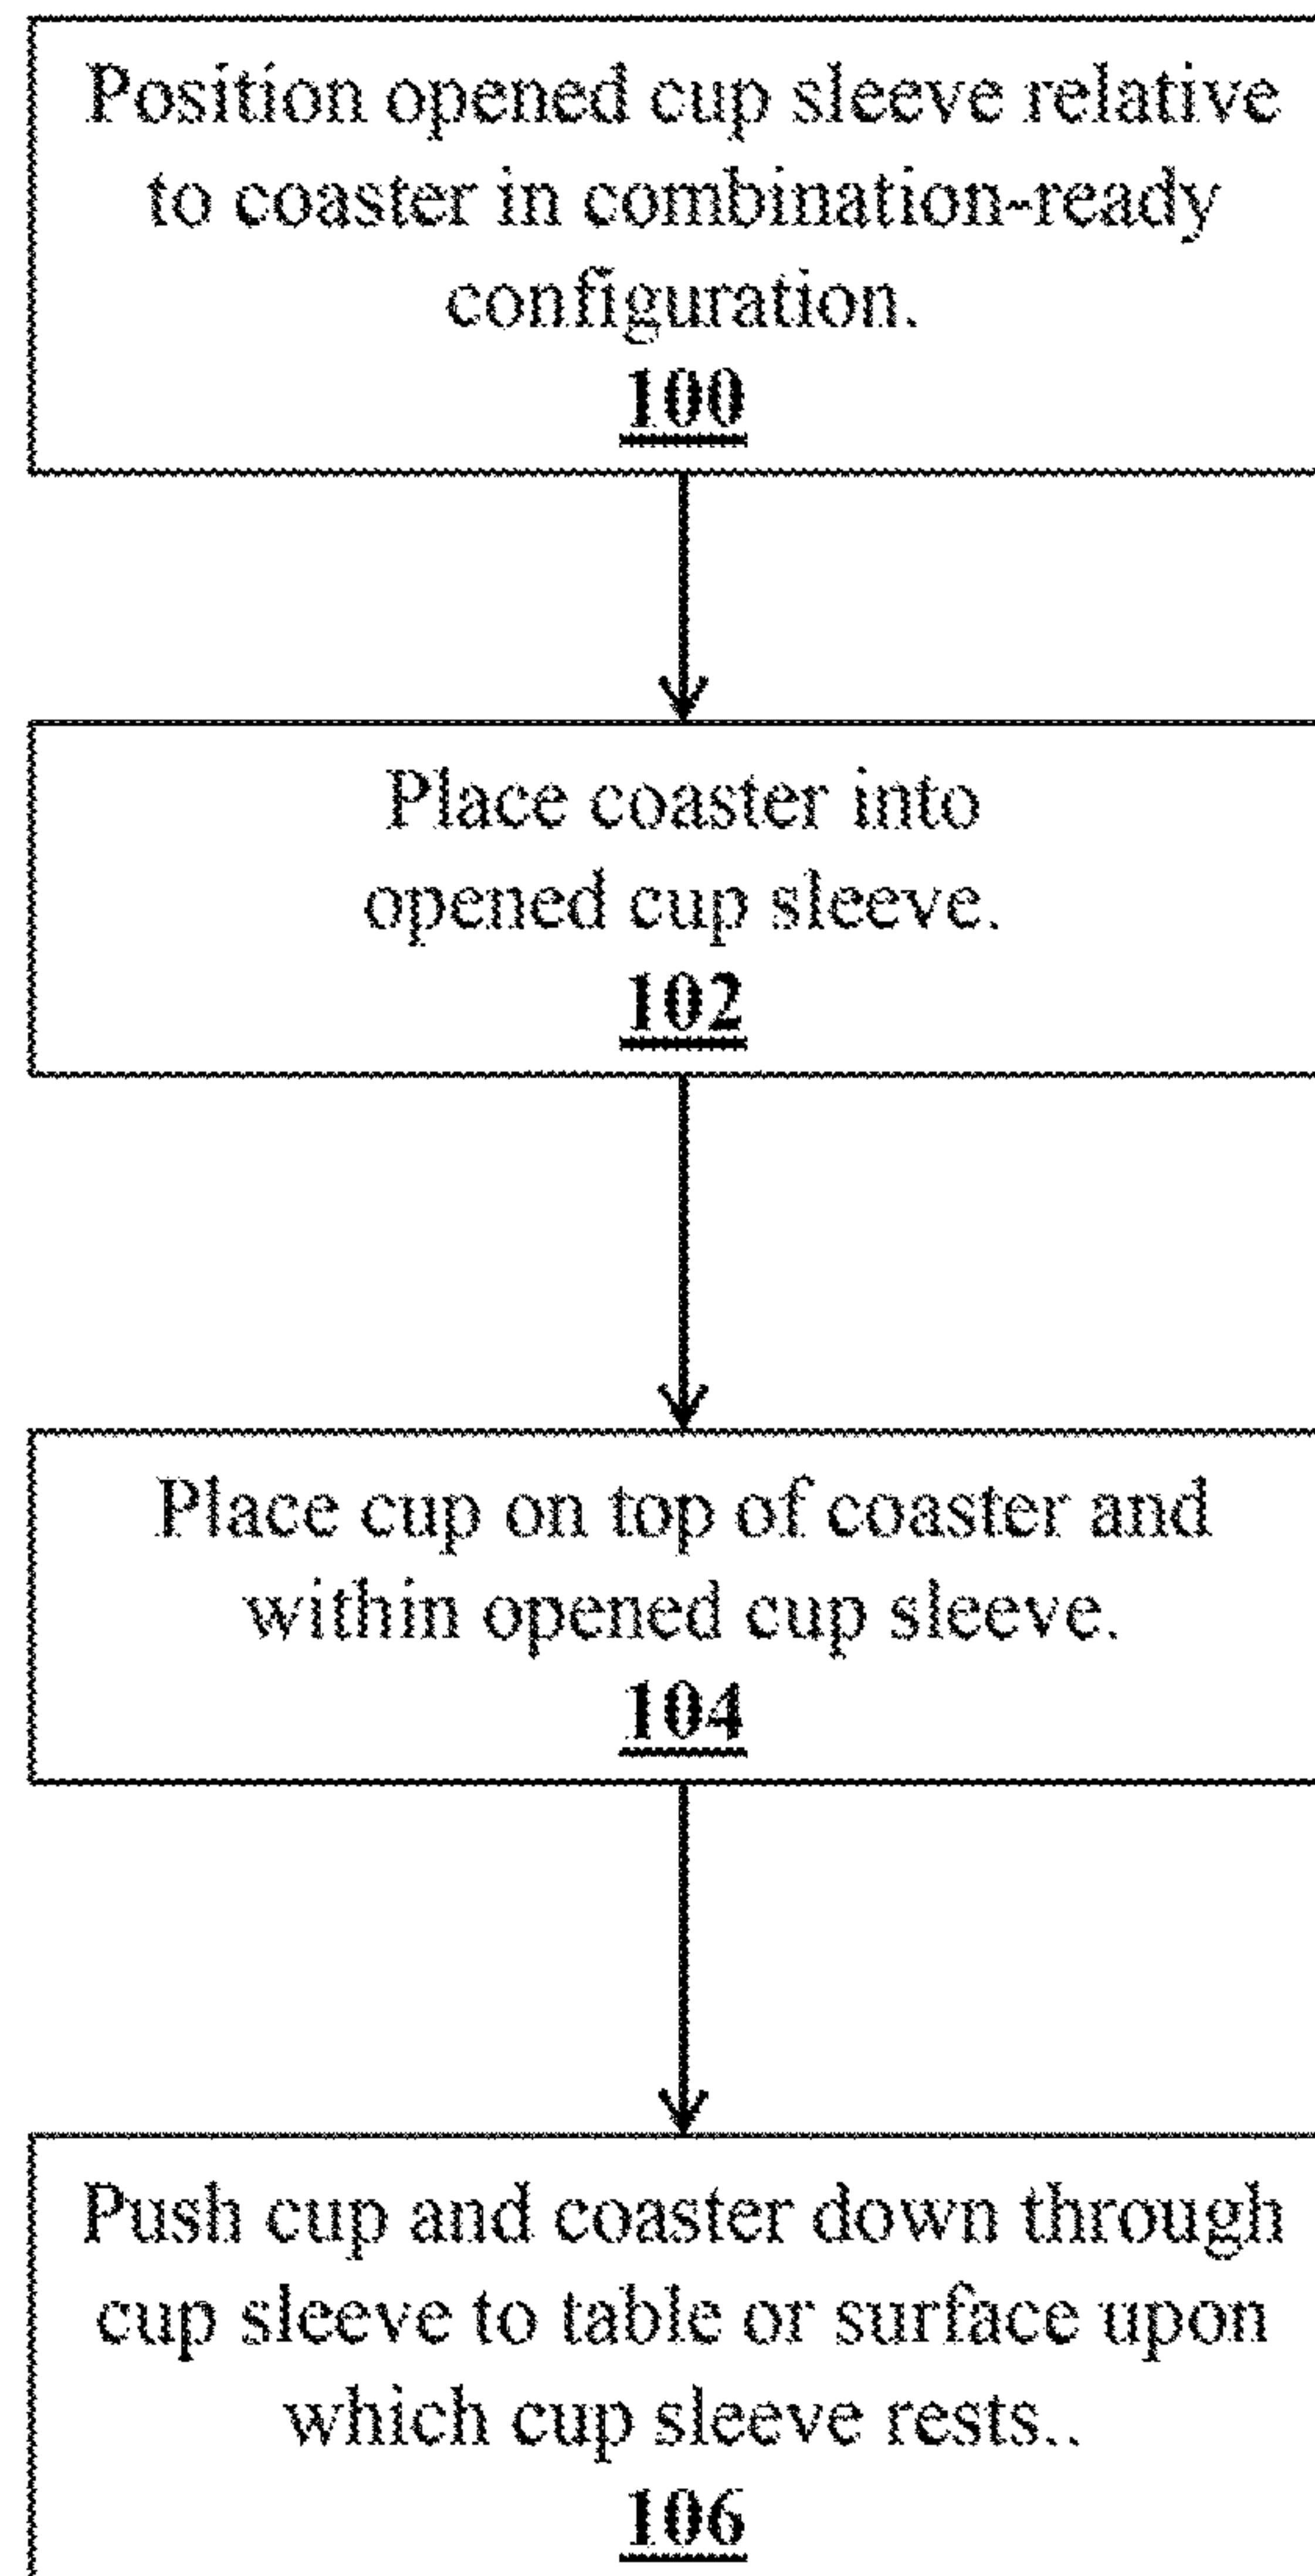 Position opened cup sleeve relative
to coaster in combination-ready
configuration.
100
Place coaster into
opened cup sleeve.
102
Place cup on top of coaster and
within opened cup sleeve.
104
Push cup and coaster down through
cup sleeve to table or surface upon
which cup sleeve rests..
106